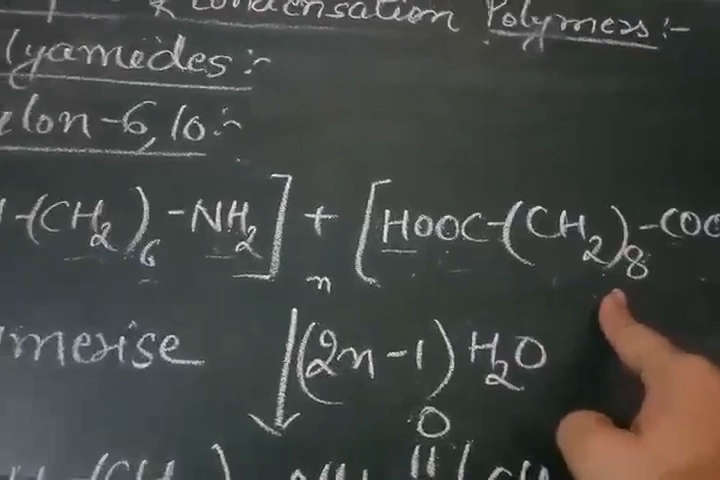 & Condensation Polymers:-
lyamides:-
lon-6,10:-
-(CH2)6-NH2]n + [HOOC-(CH2)8-COO
merise (2n-1) H2O
O